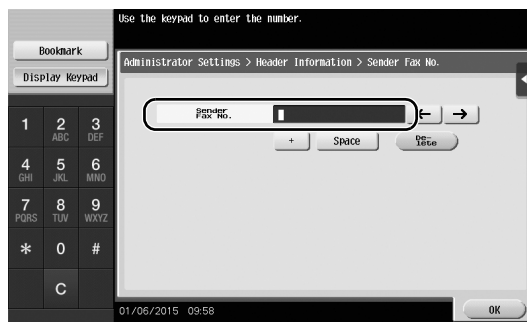 Use the keypad to enter the number.
Bookmark
Display Keypad
Administrator Settings > Header Information > Sender Fax No.
Sender
Fax No.
← →
+ Space De-
lete
1 2 3
ABC DEF
4 5 6
GHI JKL MNO
7 8 9
PQRS TUV WXYZ
* 0 #
C
01/06/2015 09:58
OK